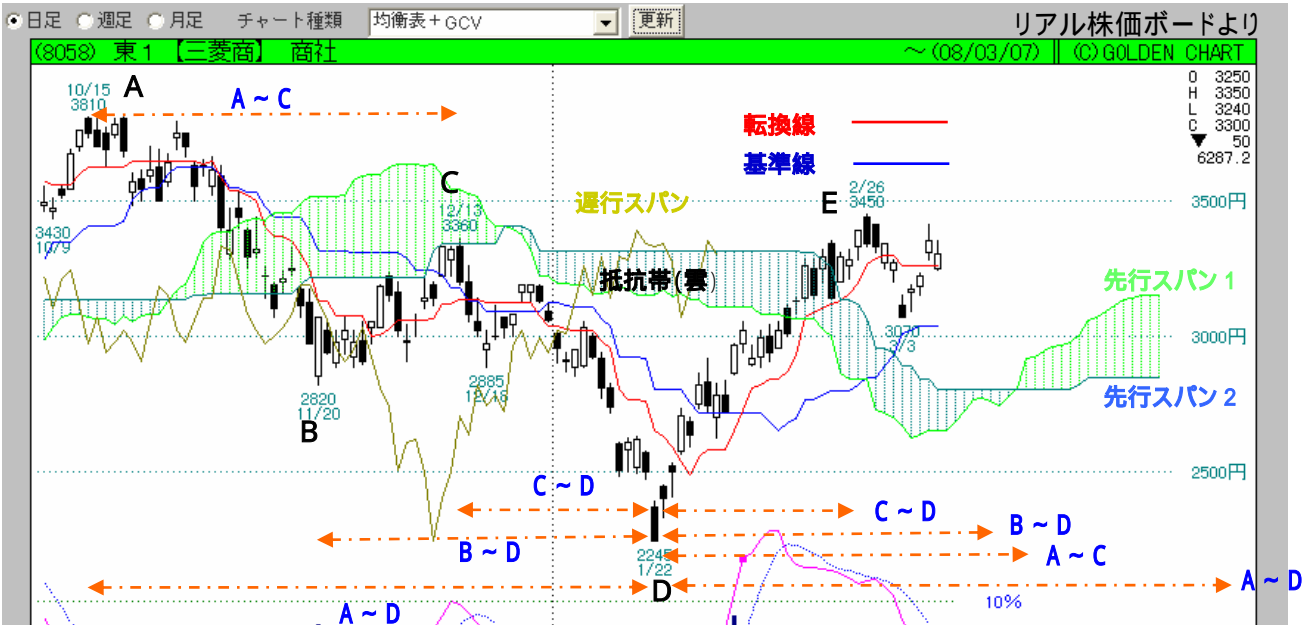 日足 週足 月足 チャート種類 均衡表+GCV 更新 リアル株価ボードより
(8058) 東1 【三菱商】 商社 ～(08/03/07) (C)GOLDEN CHART
O 3250
H 3350
L 3240
C 3300
▼ 50
6287.2
10/15
3810
A
A ~ C
転換線
基準線
C
12/13
3360
遅行スパン
E
2/26
3450
3500円
3430
10/9
抵抗帯(雲)
先行スパン1
3070
3/3
3000円
2820
11/20
B
2885
12/18
先行スパン2
2500円
C ~ D
C ~ D
B ~ D
B ~ D
2245
1/22
A ~ C
D
A ~ D
A ~ D
10%